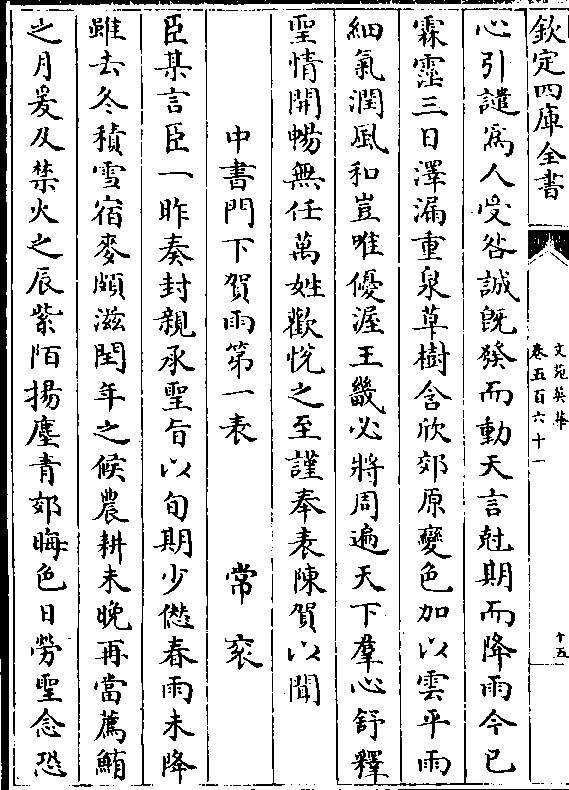 欽定四庫全書
文苑英華
卷五百六十一
十五
心引譴爲人受咎誠既發而動天言尅期而降雨今已
霖霪三日澤漏重泉草樹含欣郊原變色加以雲平雨
細氣潤風和豈唯優渥王畿必將周遍天下羣心舒釋
聖情開暢無任萬姓歡悅之至謹奉表陳賀以聞
中書門下賀雨第一表 常衮
臣某言臣一昨奏封親承聖旨以旬期少愆春雨未降
雖去冬積雪宿麥頗滋閏年之候農耕未晚再當薦鮪
之月爰及禁火之辰紫陌揚塵青郊晦色日勞聖念恐